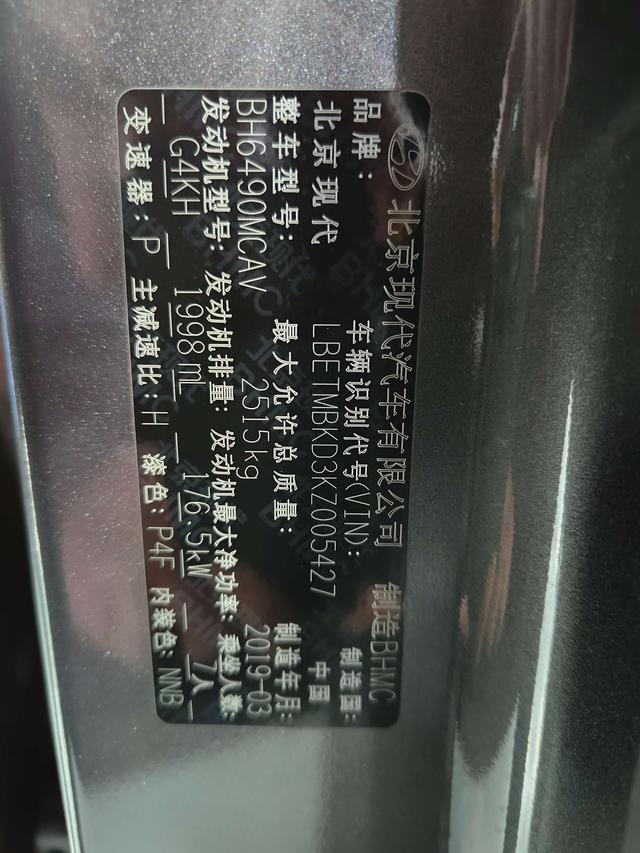 北京现代汽车有限公司 制造BHMC
品牌: 车辆识别代号(VIN): 制造国:
北京现代 LBETMBKD3KZ005427 中国
整车型号: 最大允许总质量: 制造年月:
BH6490MCAV 2515kg 2019-03
发动机型号: 发动机排量: 发动机最大净功率: 乘坐人数:
G4KH 1998mL 176.5kW 7人
变速器: P 主减速比: H 漆色: P4F 内装色: NNB